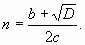 n = (b + √D) / 2c.